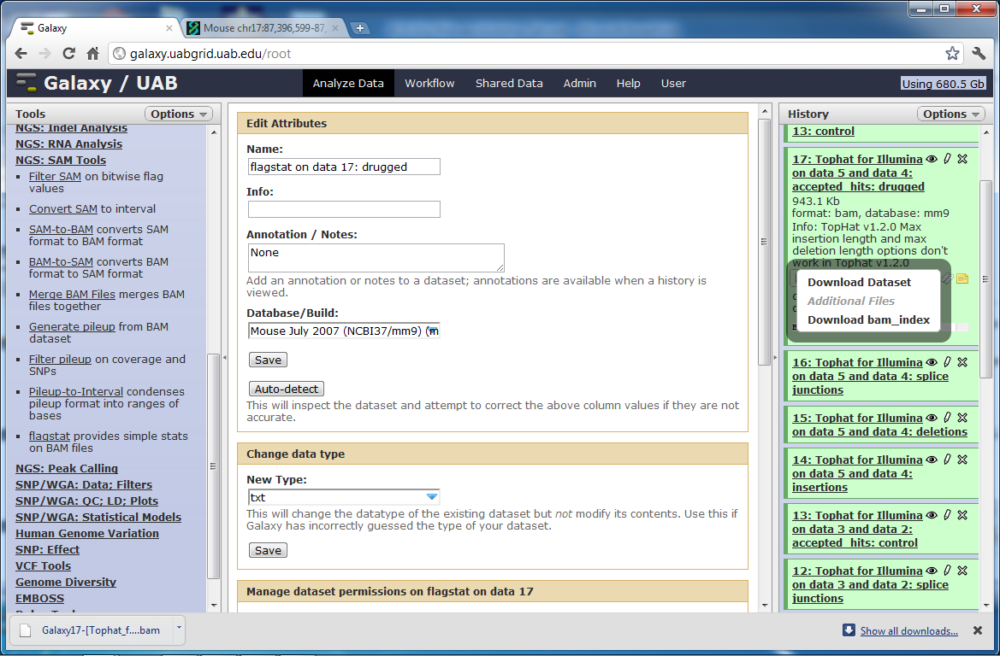 Galaxy
Mouse chr17:87,396,599-87,
galaxy.uabgrid.uab.edu/root
Galaxy / UAB
Analyze Data
Workflow
Shared Data
Admin
Help
User
Using 680.5 Gb
Tools
Options
NGS: Indel Analysis
NGS: RNA Analysis
NGS: SAM Tools
Filter SAM on bitwise flag
values
Convert SAM to interval
SAM-to-BAM converts SAM
format to BAM format
BAM-to-SAM converts BAM
format to SAM format
Merge BAM Files merges BAM
files together
Generate pileup from BAM
dataset
Filter pileup on coverage and
SNPs
Pileup-to-Interval condenses
pileup format into ranges of
bases
flagstat provides simple stats
on BAM files
NGS: Peak Calling
SNP/WGA: Data; Filters
SNP/WGA: QC; LD; Plots
SNP/WGA: Statistical Models
Human Genome Variation
SNP: Effect
VCF Tools
Genome Diversity
EMBOSS
Edit Attributes
Name:
flagstat on data 17: drugged
Info:
Annotation / Notes:
None
Add an annotation or notes to a dataset; annotations are available when a history is
viewed.
Database/Build:
Mouse July 2007 (NCBI37/mm9) (m
Save
Auto-detect
This will inspect the dataset and attempt to correct the above column values if they are not
accurate.
Change data type
New Type:
txt
This will change the datatype of the existing dataset but not modify its contents. Use this if
Galaxy has incorrectly guessed the type of your dataset.
Save
Manage dataset permissions on flagstat on data 17
History
Options
13: control
17: Tophat for Illumina
on data 5 and data 4:
accepted_hits: drugged
943.1 Kb
format: bam, database: mm9
Info: TopHat v1.2.0 Max
insertion length and max
deletion length options don't
work in Tophat v1.2.0
Download Dataset
Additional Files
Download bam_index
16: Tophat for Illumina
on data 5 and data 4: splice
junctions
15: Tophat for Illumina
on data 5 and data 4: deletions
14: Tophat for Illumina
on data 5 and data 4:
insertions
13: Tophat for Illumina
on data 3 and data 2:
accepted_hits: control
12: Tophat for Illumina
on data 3 and data 2: splice
junctions
Galaxy17-[Tophat_f....bam
Show all downloads...